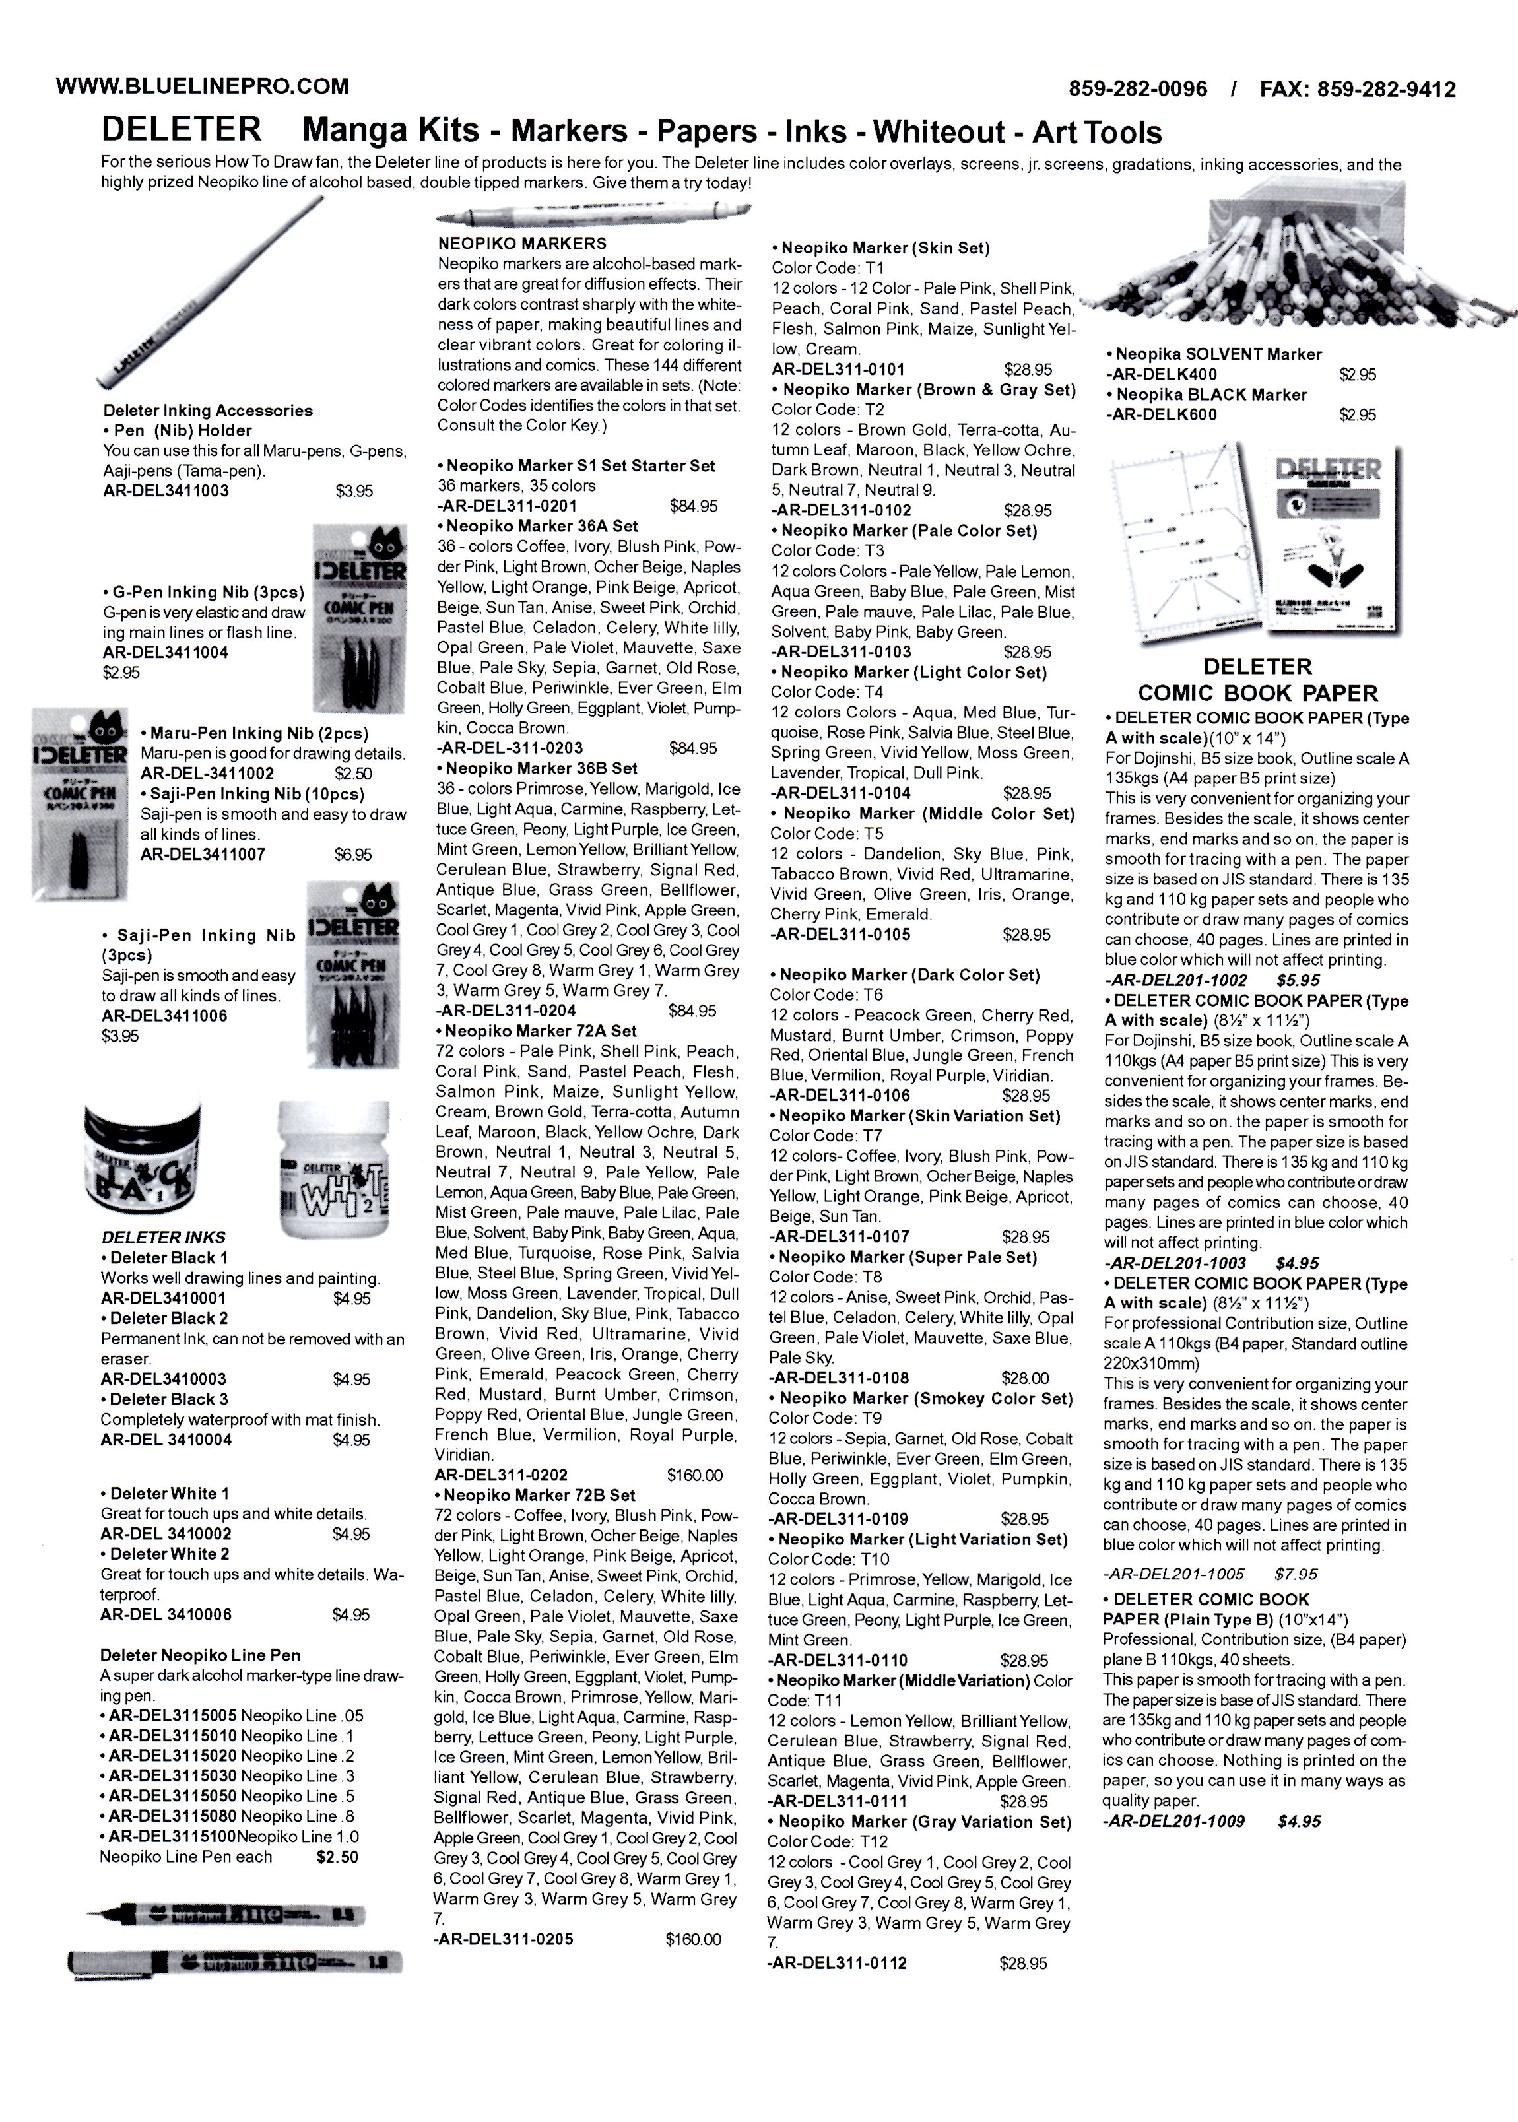 WWW.BLUELINEPRO.COM
859-282-0096 / FAX: 859-282-9412
DELETER Manga Kits - Markers - Papers - Inks - Whiteout - Art Tools
For the serious How To Draw fan, the Deleter line of products is here for you. The Deleter line includes color overlays, screens, jr. screens, gradations, inking accessories, and the
highly prized Neopiko line of alcohol based, double tipped markers. Give them a try today!
Deleter Inking Accessories
• Pen (Nib) Holder
You can use this for all Maru-pens, G-pens,
Aaji-pens (Tama-pen).
AR-DEL3411003 $3.95
• G-Pen Inking Nib (3pcs)
G-pen is very elastic and draw
ing main lines or flash line.
AR-DEL3411004
$2.95
DELETER
COMIC PEN
• Maru-Pen Inking Nib (2pcs)
Maru-pen is good for drawing details.
AR-DEL-3411002 $2.50
• Saji-Pen Inking Nib (10pcs)
Saji-pen is smooth and easy to draw
all kinds of lines.
AR-DEL3411007 $6.95
DELETER
COMIC PEN
• Saji-Pen Inking Nib
(3pcs)
Saji-pen is smooth and easy
to draw all kinds of lines.
AR-DEL3411006
$3.95
DELETER
COMIC PEN
DELETER
BLACK 1
DELETER
WHITE 2
DELETER INKS
• Deleter Black 1
Works well drawing lines and painting.
AR-DEL3410001 $4.95
• Deleter Black 2
Permanent Ink, can not be removed with an
eraser.
AR-DEL3410003 $4.95
• Deleter Black 3
Completely waterproof with mat finish.
AR-DEL 3410004 $4.95
• Deleter White 1
Great for touch ups and white details.
AR-DEL 3410002 $4.95
• Deleter White 2
Great for touch ups and white details. Wa-
terproof.
AR-DEL 3410006 $4.95
Deleter Neopiko Line Pen
A super dark alcohol marker-type line draw-
ing pen.
• AR-DEL3115005 Neopiko Line .05
• AR-DEL3115010 Neopiko Line .1
• AR-DEL3115020 Neopiko Line .2
• AR-DEL3115030 Neopiko Line .3
• AR-DEL3115050 Neopiko Line .5
• AR-DEL3115080 Neopiko Line .8
• AR-DEL3115100Neopiko Line 1.0
Neopiko Line Pen each $2.50
Line
Line
NEOPIKO MARKERS
Neopiko markers are alcohol-based mark-
ers that are great for diffusion effects. Their
dark colors contrast sharply with the white-
ness of paper, making beautiful lines and
clear vibrant colors. Great for coloring il-
lustrations and comics. These 144 different
colored markers are available in sets. (Note:
Color Codes identifies the colors in that set.
Consult the Color Key.)
• Neopiko Marker S1 Set Starter Set
36 markers, 35 colors
-AR-DEL311-0201 $84.95
• Neopiko Marker 36A Set
36 - colors Coffee, Ivory, Blush Pink, Pow-
der Pink, Light Brown, Ocher Beige, Naples
Yellow, Light Orange, Pink Beige, Apricot,
Beige, Sun Tan, Anise, Sweet Pink, Orchid,
Pastel Blue, Celadon, Celery, White lilly,
Opal Green, Pale Violet, Mauvette, Saxe
Blue, Pale Sky, Sepia, Garnet, Old Rose,
Cobalt Blue, Periwinkle, Ever Green, Elm
Green, Holly Green, Eggplant, Violet, Pump-
kin, Cocca Brown.
-AR-DEL-311-0203 $84.95
• Neopiko Marker 36B Set
36 - colors Primrose, Yellow, Marigold, Ice
Blue, Light Aqua, Carmine, Raspberry, Let-
tuce Green, Peony, Light Purple, Ice Green,
Mint Green, Lemon Yellow, Brilliant Yellow,
Cerulean Blue, Strawberry, Signal Red,
Antique Blue, Grass Green, Bellflower,
Scarlet, Magenta, Vivid Pink, Apple Green,
Cool Grey 1, Cool Grey 2, Cool Grey 3, Cool
Grey 4, Cool Grey 5, Cool Grey 6, Cool Grey
7, Cool Grey 8, Warm Grey 1, Warm Grey
3, Warm Grey 5, Warm Grey 7.
-AR-DEL311-0204 $84.95
• Neopiko Marker 72A Set
72 colors - Pale Pink, Shell Pink, Peach,
Coral Pink, Sand, Pastel Peach, Flesh,
Salmon Pink, Maize, Sunlight Yellow,
Cream, Brown Gold, Terra-cotta, Autumn
Leaf, Maroon, Black, Yellow Ochre, Dark
Brown, Neutral 1, Neutral 3, Neutral 5,
Neutral 7, Neutral 9, Pale Yellow, Pale
Lemon, Aqua Green, Baby Blue, Pale Green,
Mist Green, Pale mauve, Pale Lilac, Pale
Blue, Solvent, Baby Pink, Baby Green, Aqua,
Med Blue, Turquoise, Rose Pink, Salvia
Blue, Steel Blue, Spring Green, Vivid Yel-
low, Moss Green, Lavender, Tropical, Dull
Pink, Dandelion, Sky Blue, Pink, Tabacco
Brown, Vivid Red, Ultramarine, Vivid
Green, Olive Green, Iris, Orange, Cherry
Pink, Emerald, Peacock Green, Cherry
Red, Mustard, Burnt Umber, Crimson,
Poppy Red, Oriental Blue, Jungle Green,
French Blue, Vermilion, Royal Purple,
Viridian.
AR-DEL311-0202 $160.00
• Neopiko Marker 72B Set
72 colors - Coffee, Ivory, Blush Pink, Pow-
der Pink, Light Brown, Ocher Beige, Naples
Yellow, Light Orange, Pink Beige, Apricot,
Beige, Sun Tan, Anise, Sweet Pink, Orchid,
Pastel Blue, Celadon, Celery, White lilly,
Opal Green, Pale Violet, Mauvette, Saxe
Blue, Pale Sky, Sepia, Garnet, Old Rose,
Cobalt Blue, Periwinkle, Ever Green, Elm
Green, Holly Green, Eggplant, Violet, Pump-
kin, Cocca Brown, Primrose, Yellow, Mari-
gold, Ice Blue, Light Aqua, Carmine, Rasp-
berry, Lettuce Green, Peony, Light Purple,
Ice Green, Mint Green, Lemon Yellow, Bril-
liant Yellow, Cerulean Blue, Strawberry,
Signal Red, Antique Blue, Grass Green,
Bellflower, Scarlet, Magenta, Vivid Pink,
Apple Green, Cool Grey 1, Cool Grey 2, Cool
Grey 3, Cool Grey 4, Cool Grey 5, Cool Grey
6, Cool Grey 7, Cool Grey 8, Warm Grey 1,
Warm Grey 3, Warm Grey 5, Warm Grey
7.
-AR-DEL311-0205 $160.00
• Neopiko Marker (Skin Set)
Color Code: T1
12 colors - 12 Color - Pale Pink, Shell Pink,
Peach, Coral Pink, Sand, Pastel Peach,
Flesh, Salmon Pink, Maize, Sunlight Yel-
low, Cream.
AR-DEL311-0101 $28.95
• Neopiko Marker (Brown & Gray Set)
Color Code: T2
12 colors - Brown Gold, Terra-cotta, Au-
tumn Leaf, Maroon, Black, Yellow Ochre,
Dark Brown, Neutral 1, Neutral 3, Neutral
5, Neutral 7, Neutral 9.
-AR-DEL311-0102 $28.95
• Neopiko Marker (Pale Color Set)
Color Code: T3
12 colors Colors - Pale Yellow, Pale Lemon,
Aqua Green, Baby Blue, Pale Green, Mist
Green, Pale mauve, Pale Lilac, Pale Blue,
Solvent, Baby Pink, Baby Green.
-AR-DEL311-0103 $28.95
• Neopiko Marker (Light Color Set)
Color Code: T4
12 colors Colors - Aqua, Med Blue, Tur-
quoise, Rose Pink, Salvia Blue, Steel Blue,
Spring Green, Vivid Yellow, Moss Green,
Lavender, Tropical, Dull Pink.
-AR-DEL311-0104 $28.95
• Neopiko Marker (Middle Color Set)
Color Code: T5
12 colors - Dandelion, Sky Blue, Pink,
Tabacco Brown, Vivid Red, Ultramarine,
Vivid Green, Olive Green, Iris, Orange,
Cherry Pink, Emerald.
-AR-DEL311-0105 $28.95
• Neopiko Marker (Dark Color Set)
Color Code: T6
12 colors - Peacock Green, Cherry Red,
Mustard, Burnt Umber, Crimson, Poppy
Red, Oriental Blue, Jungle Green, French
Blue, Vermilion, Royal Purple, Viridian.
-AR-DEL311-0106 $28.95
• Neopiko Marker (Skin Variation Set)
Color Code: T7
12 colors- Coffee, Ivory, Blush Pink, Pow-
der Pink, Light Brown, Ocher Beige, Naples
Yellow, Light Orange, Pink Beige, Apricot,
Beige, Sun Tan.
-AR-DEL311-0107 $28.95
• Neopiko Marker (Super Pale Set)
Color Code: T8
12 colors - Anise, Sweet Pink, Orchid, Pas-
tel Blue, Celadon, Celery, White lilly, Opal
Green, Pale Violet, Mauvette, Saxe Blue,
Pale Sky.
-AR-DEL311-0108 $28.00
• Neopiko Marker (Smokey Color Set)
Color Code: T9
12 colors - Sepia, Garnet, Old Rose, Cobalt
Blue, Periwinkle, Ever Green, Elm Green,
Holly Green, Eggplant, Violet, Pumpkin,
Cocca Brown.
-AR-DEL311-0109 $28.95
• Neopiko Marker (Light Variation Set)
Color Code: T10
12 colors - Primrose, Yellow, Marigold, Ice
Blue, Light Aqua, Carmine, Raspberry, Let-
tuce Green, Peony, Light Purple, Ice Green,
Mint Green.
-AR-DEL311-0110 $28.95
• Neopiko Marker (Middle Variation) Color
Code: T11
12 colors - Lemon Yellow, Brilliant Yellow,
Cerulean Blue, Strawberry, Signal Red,
Antique Blue, Grass Green, Bellflower,
Scarlet, Magenta, Vivid Pink, Apple Green.
-AR-DEL311-0111 $28.95
• Neopiko Marker (Gray Variation Set)
Color Code: T12
12 colors - Cool Grey 1, Cool Grey 2, Cool
Grey 3, Cool Grey 4, Cool Grey 5, Cool Grey
6, Cool Grey 7, Cool Grey 8, Warm Grey 1,
Warm Grey 3, Warm Grey 5, Warm Grey
7.
-AR-DEL311-0112 $28.95
• Neopika SOLVENT Marker
-AR-DELK400 $2.95
• Neopika BLACK Marker
-AR-DELK600 $2.95
DELETER
DELETER
COMIC BOOK PAPER
• DELETER COMIC BOOK PAPER (Type
A with scale)(10" x 14")
For Dojinshi, B5 size book, Outline scale A
135kgs (A4 paper B5 print size)
This is very convenient for organizing your
frames. Besides the scale, it shows center
marks, end marks and so on. the paper is
smooth for tracing with a pen. The paper
size is based on JIS standard. There is 135
kg and 110 kg paper sets and people who
contribute or draw many pages of comics
can choose, 40 pages. Lines are printed in
blue color which will not affect printing.
-AR-DEL201-1002 $5.95
• DELETER COMIC BOOK PAPER (Type
A with scale) (8½" x 11½")
For Dojinshi, B5 size book, Outline scale A
110kgs (A4 paper B5 print size) This is very
convenient for organizing your frames. Be-
sides the scale, it shows center marks, end
marks and so on. the paper is smooth for
tracing with a pen. The paper size is based
on JIS standard. There is 135 kg and 110 kg
paper sets and people who contribute or draw
many pages of comics can choose, 40
pages. Lines are printed in blue color which
will not affect printing.
-AR-DEL201-1003 $4.95
• DELETER COMIC BOOK PAPER (Type
A with scale) (8½" x 11½")
For professional Contribution size, Outline
scale A 110kgs (B4 paper, Standard outline
220x310mm)
This is very convenient for organizing your
frames. Besides the scale, it shows center
marks, end marks and so on. the paper is
smooth for tracing with a pen. The paper
size is based on JIS standard. There is 135
kg and 110 kg paper sets and people who
contribute or draw many pages of comics
can choose, 40 pages. Lines are printed in
blue color which will not affect printing.
-AR-DEL201-1005 $7.95
• DELETER COMIC BOOK
PAPER (Plain Type B) (10"x14")
Professional, Contribution size, (B4 paper)
plane B 110kgs, 40 sheets.
This paper is smooth for tracing with a pen.
The paper size is base of JIS standard. There
are 135kg and 110 kg paper sets and people
who contribute or draw many pages of com-
ics can choose. Nothing is printed on the
paper, so you can use it in many ways as
quality paper.
-AR-DEL201-1009 $4.95